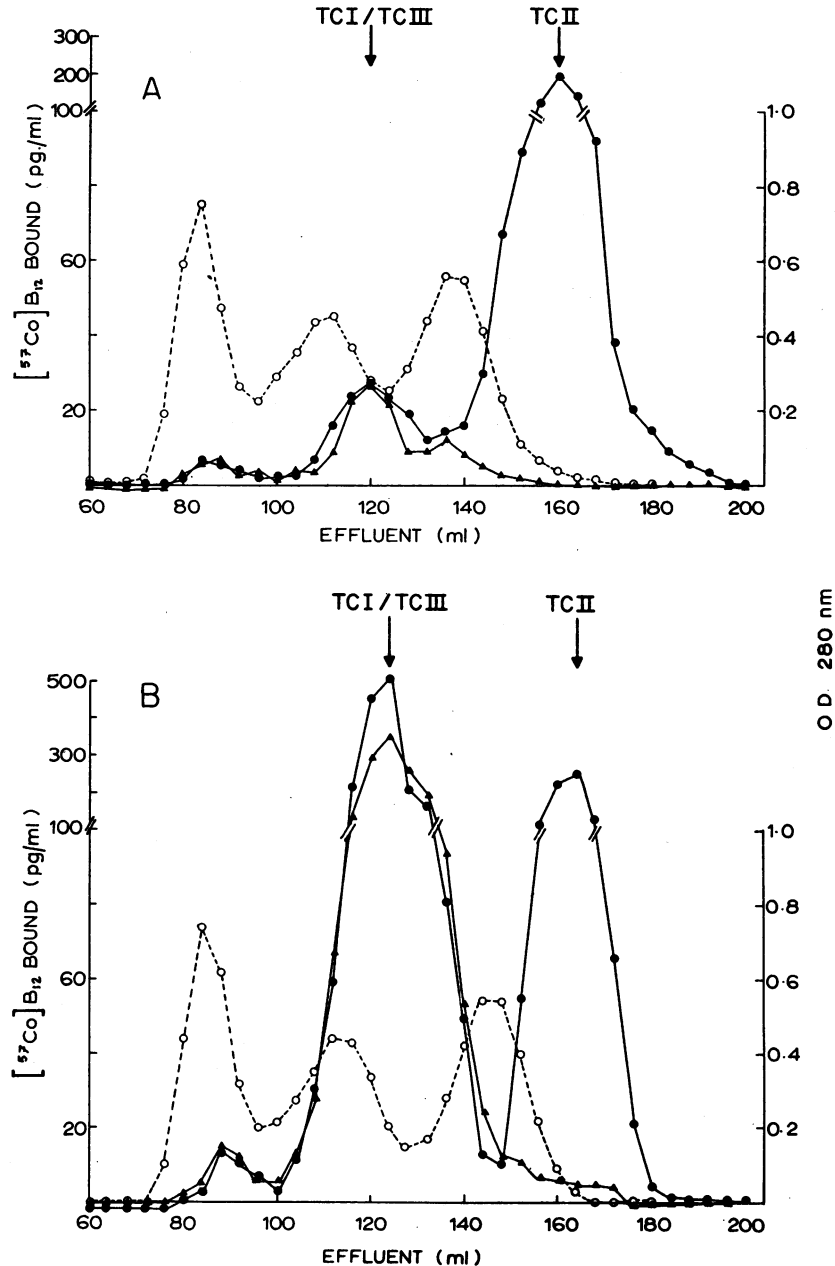 TCI/TCIII TCII
A
300
200
100
60
20
1·0
0·8
0·6
0·4
0·2
[⁵⁷Co]B₁₂ BOUND (pg./ml)
60 80 100 120 140 160 180 200
EFFLUENT (ml)
TCI/TCIII TCII
B
500
300
100
60
20
1·0
0·8
0·6
0·4
0·2
[⁵⁷Co]B₁₂ BOUND (pg/ml)
OD. 280 nm
60 80 100 120 140 160 180 200
EFFLUENT (ml)